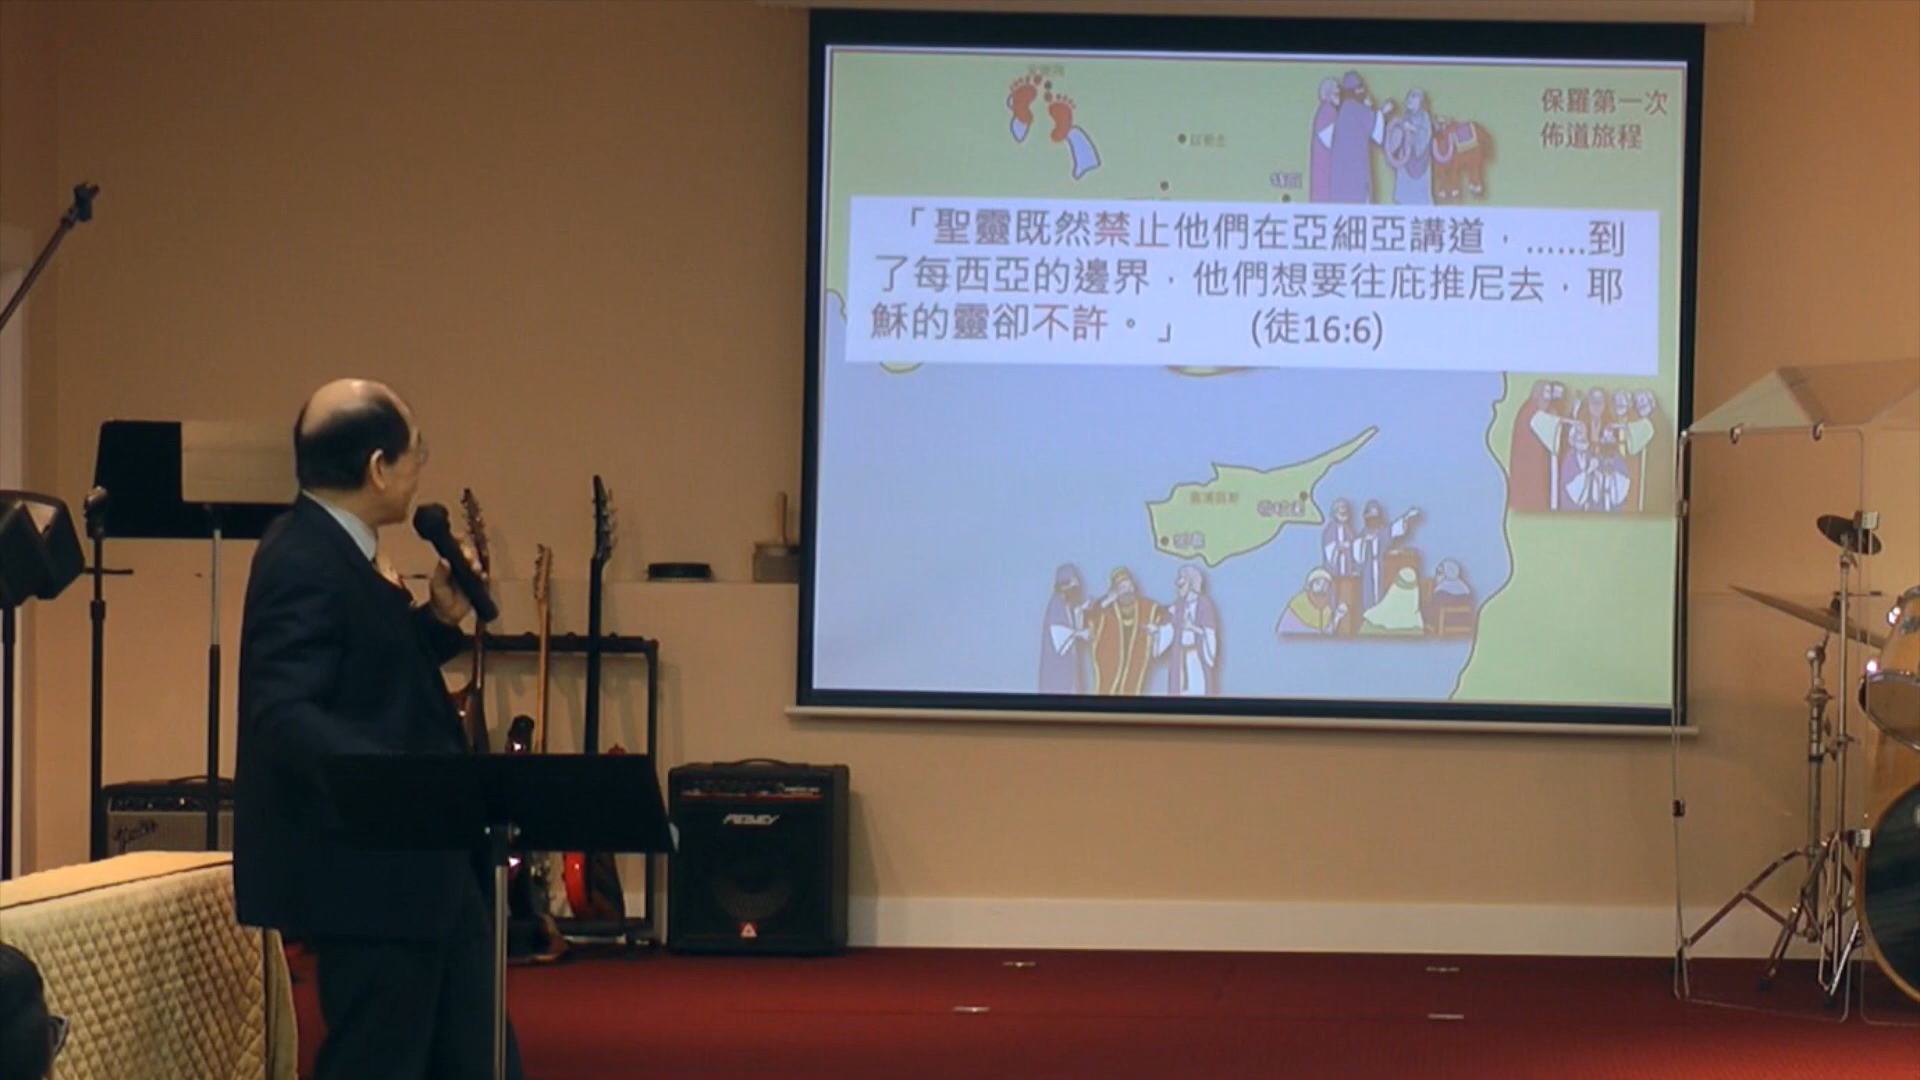 保羅第一次
佈道旅程
「聖靈既然禁止他們在亞細亞講道，……到
了每西亞的邊界，他們想要往庇推尼去，耶
穌的靈卻不許。」 (徒16:6)
PEAVEY